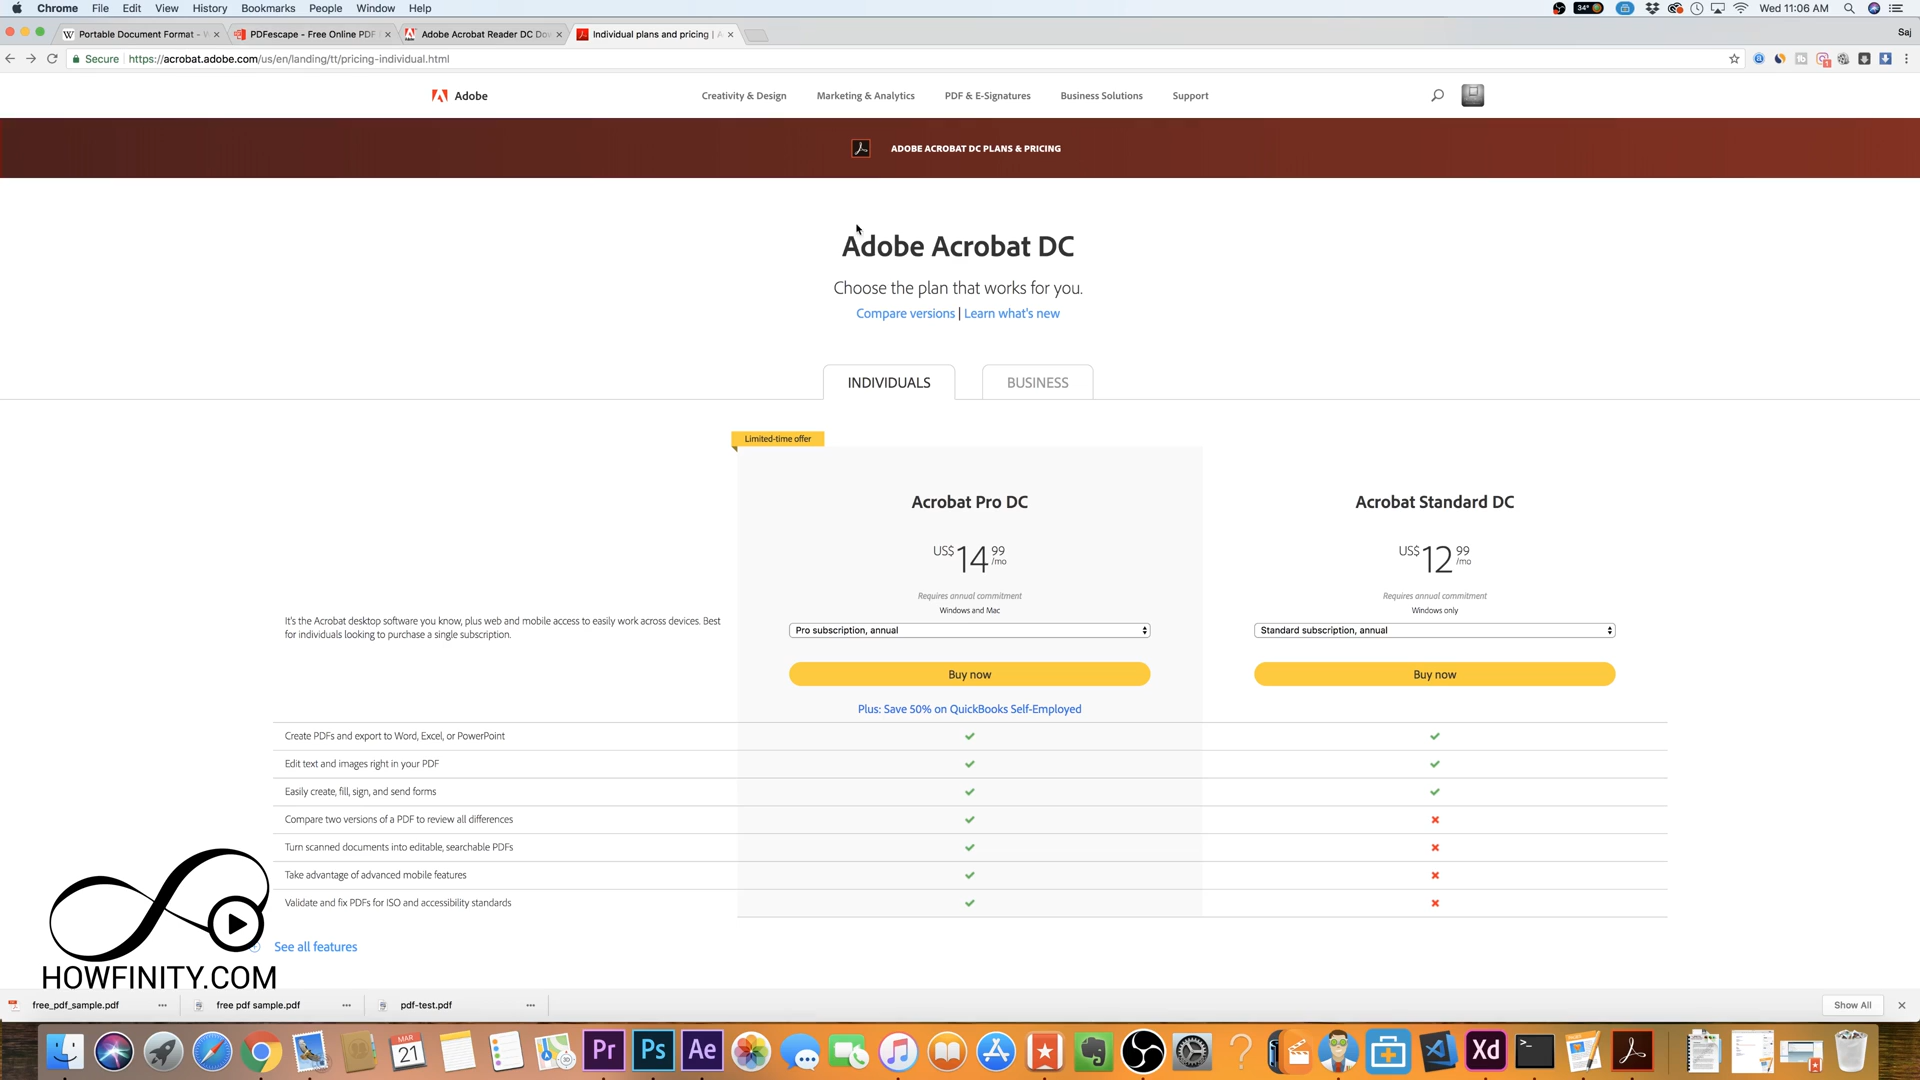 Chrome File Edit View History Bookmarks People Window Help 34° Wed 11:06 AM
Portable Document Format - W PDFescape - Free Online PDF Adobe Acrobat Reader DC Dow Individual plans and pricing | A Saj
Secure https://acrobat.adobe.com/us/en/landing/tt/pricing-individual.html
Adobe Creativity & Design Marketing & Analytics PDF & E-Signatures Business Solutions Support
ADOBE ACROBAT DC PLANS & PRICING
Adobe Acrobat DC
Choose the plan that works for you.
Compare versions | Learn what's new
INDIVIDUALS BUSINESS
Limited-time offer
Acrobat Pro DC Acrobat Standard DC
US$ 14 99 /mo US$ 12 99 /mo
Requires annual commitment Requires annual commitment
Windows and Mac Windows only
It's the Acrobat desktop software you know, plus web and mobile access to easily work across devices. Best
for individuals looking to purchase a single subscription.
Pro subscription, annual Standard subscription, annual
Buy now Buy now
Plus: Save 50% on QuickBooks Self-Employed
Create PDFs and export to Word, Excel, or PowerPoint
Edit text and images right in your PDF
Easily create, fill, sign, and send forms
Compare two versions of a PDF to review all differences
Turn scanned documents into editable, searchable PDFs
Take advantage of advanced mobile features
Validate and fix PDFs for ISO and accessibility standards
See all features
HOWFINITY.COM
free_pdf_sample.pdf free pdf sample.pdf pdf-test.pdf Show All
MAR
21
Pr Ps Ae Xd